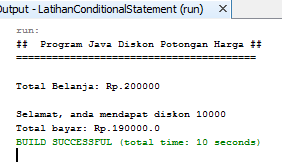 Output - LatihanConditionalStatement (run) ×
run:
## Program Java Diskon Potongan Harga ##
========================================
Total Belanja: Rp.200000
Selamat, anda mendapat diskon 10000
Total bayar: Rp.190000.0
BUILD SUCCESSFUL (total time: 10 seconds)